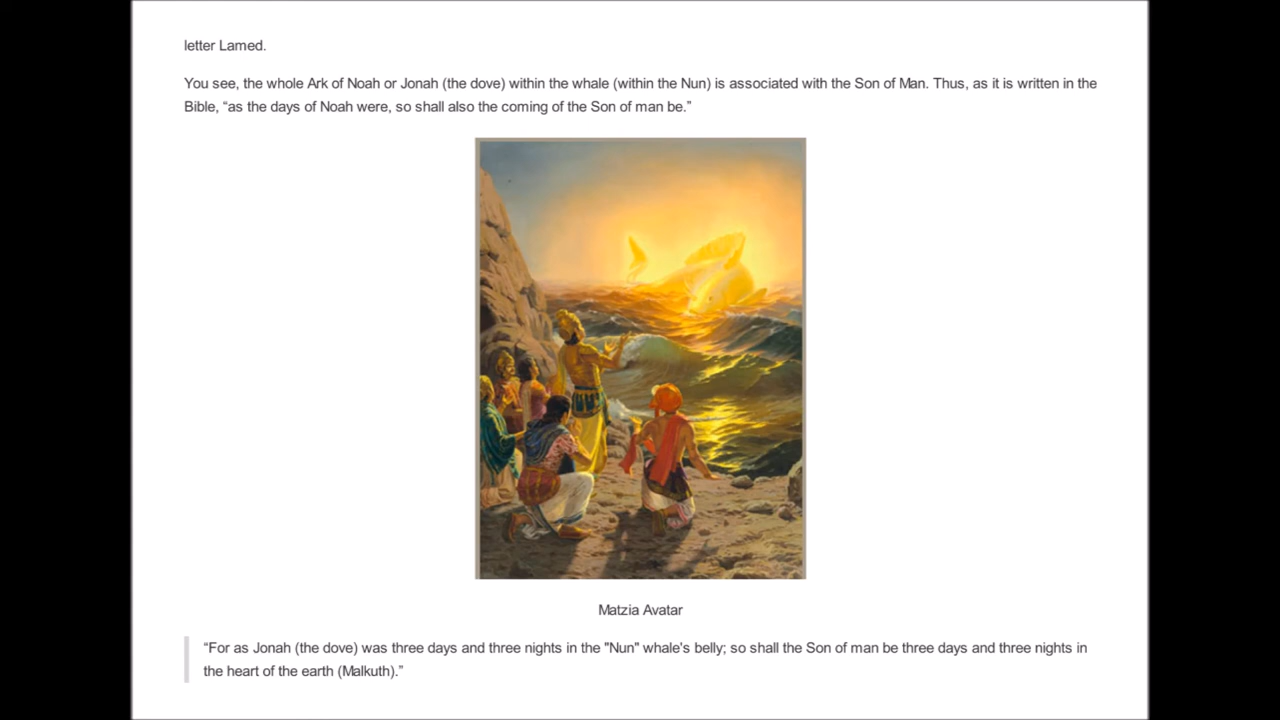 letter Lamed.
You see, the whole Ark of Noah or Jonah (the dove) within the whale (within the Nun) is associated with the Son of Man. Thus, as it is written in the
Bible, “as the days of Noah were, so shall also the coming of the Son of man be.”
Matzia Avatar
“For as Jonah (the dove) was three days and three nights in the "Nun" whale's belly; so shall the Son of man be three days and three nights in
the heart of the earth (Malkuth).”